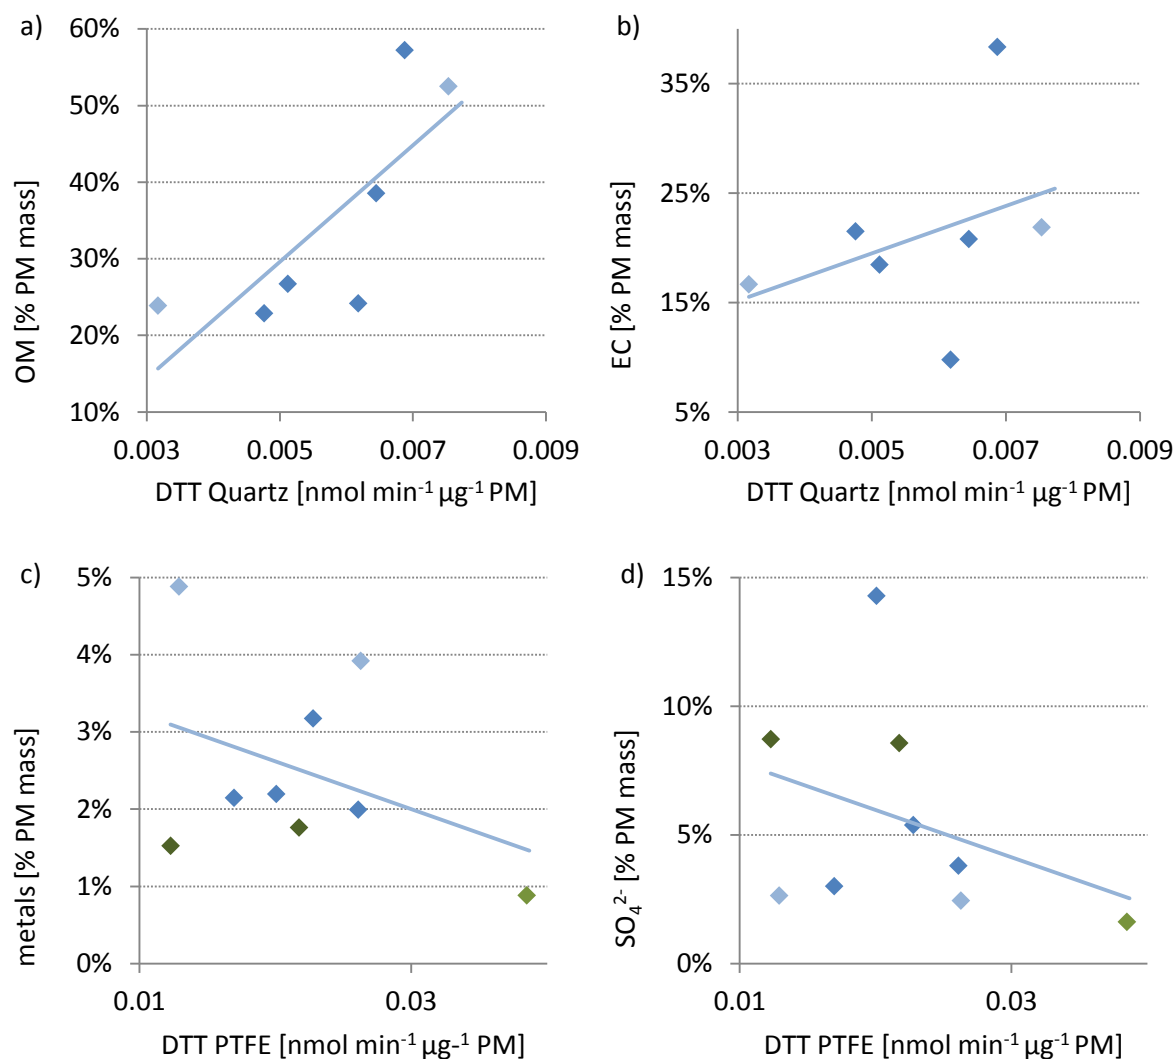 a)
60%
50%
40%
30%
20%
10%
OM [% PM mass]
0.003 0.005 0.007 0.009
DTT Quartz [nmol min⁻¹ µg⁻¹ PM]
b)
35%
25%
15%
5%
EC [% PM mass]
0.003 0.005 0.007 0.009
DTT Quartz [nmol min⁻¹ µg⁻¹ PM]
c)
5%
4%
3%
2%
1%
0%
metals [% PM mass]
0.01 0.03
DTT PTFE [nmol min⁻¹ µg-¹ PM]
d)
15%
10%
5%
0%
SO₄²⁻ [% PM mass]
0.01 0.03
DTT PTFE [nmol min⁻¹ µg⁻¹ PM]